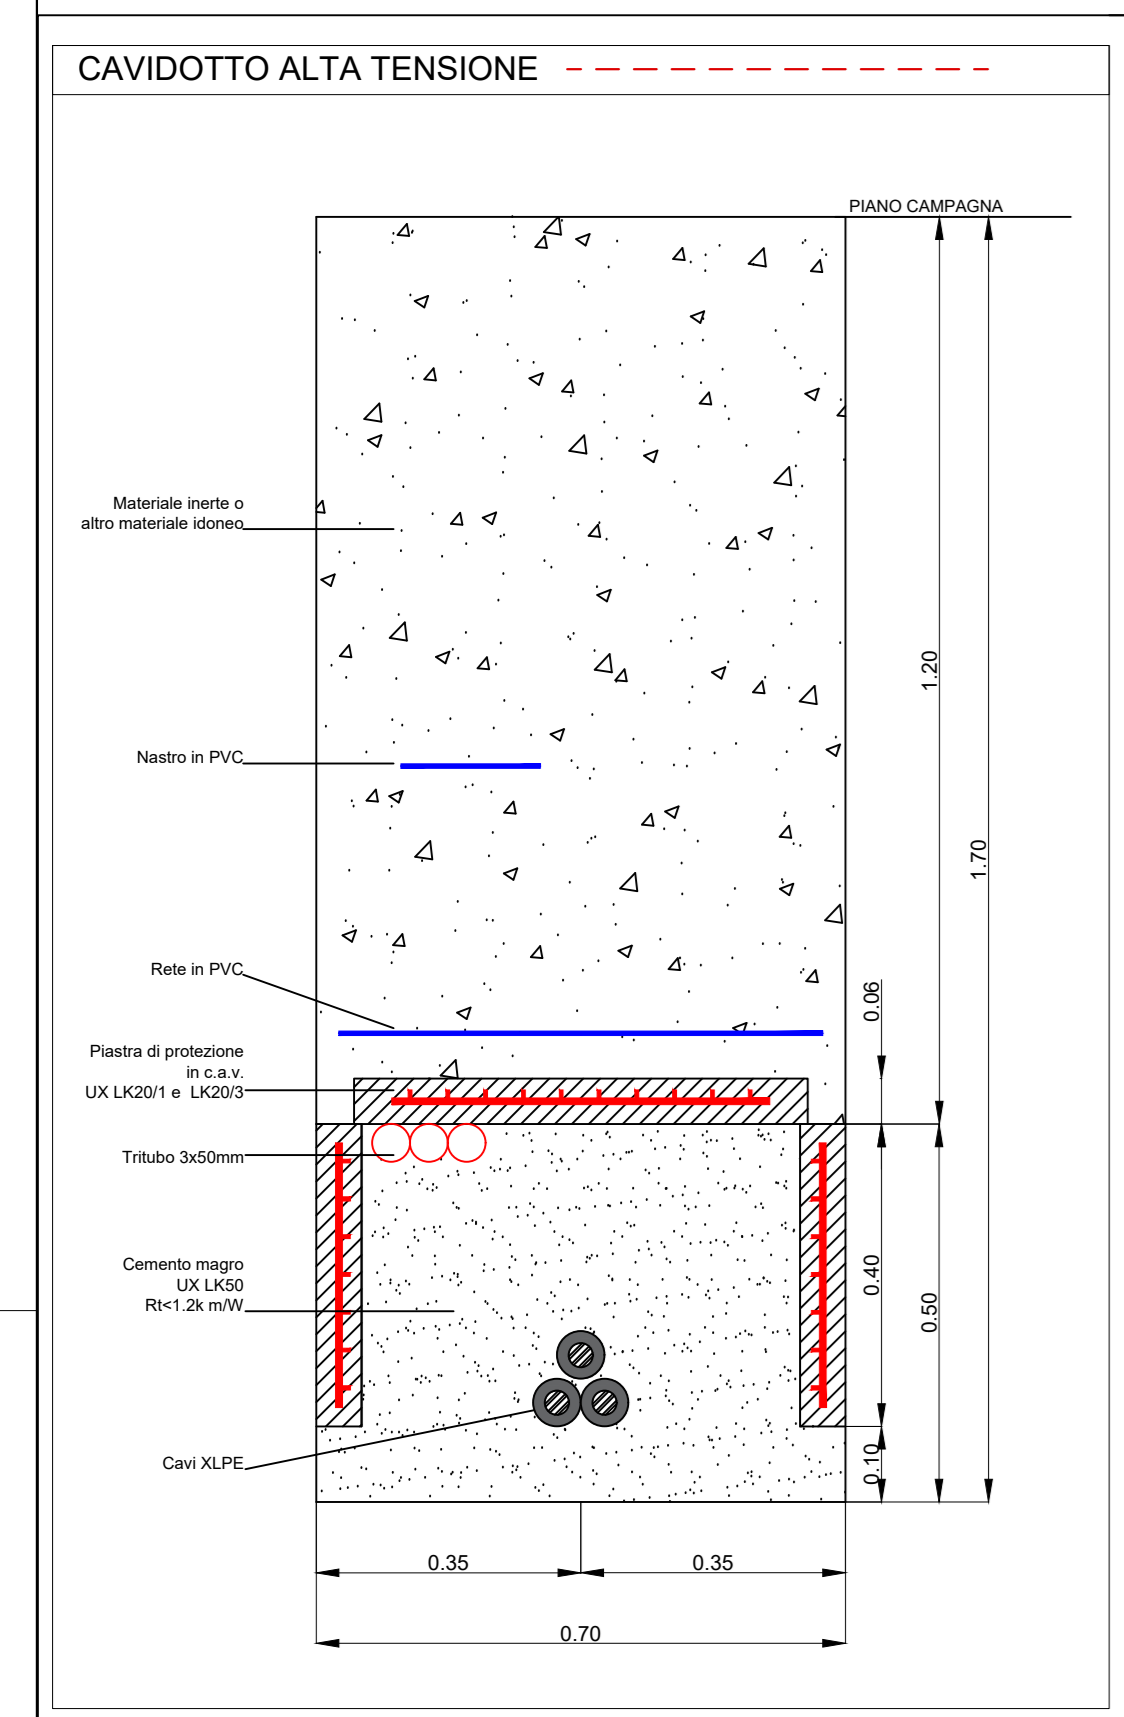 CAVIDOTTO ALTA TENSIONE
PIANO CAMPAGNA
Materiale inerte o
altro materiale idoneo
1.20
Nastro in PVC
1.70
Rete in PVC
0.06
Piastra di protezione
in c.a.v.
UX LK20/1 e LK20/3
Tritubo 3x50mm
Cemento magro
UX LK50
Rt<1.2k m/W
0.40
0.50
Cavi XLPE
0.10
0.35
0.35
0.70